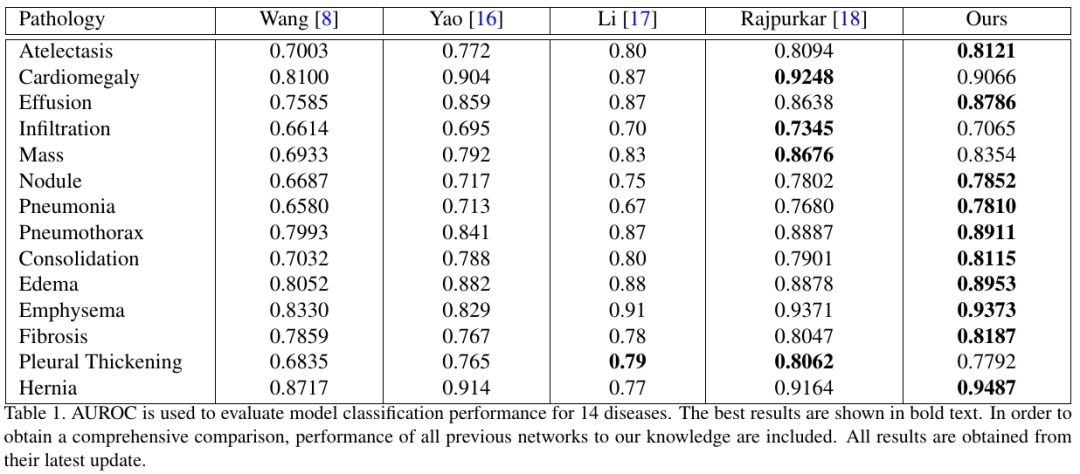 Pathology Wang [8] Yao [16] Li [17] Rajpurkar [18] Ours
Atelectasis 0.7003 0.772 0.80 0.8094 0.8121
Cardiomegaly 0.8100 0.904 0.87 0.9248 0.9066
Effusion 0.7585 0.859 0.87 0.8638 0.8786
Infiltration 0.6614 0.695 0.70 0.7345 0.7065
Mass 0.6933 0.792 0.83 0.8676 0.8354
Nodule 0.6687 0.717 0.75 0.7802 0.7852
Pneumonia 0.6580 0.713 0.67 0.7680 0.7810
Pneumothorax 0.7993 0.841 0.87 0.8887 0.8911
Consolidation 0.7032 0.788 0.80 0.7901 0.8115
Edema 0.8052 0.882 0.88 0.8878 0.8953
Emphysema 0.8330 0.829 0.91 0.9371 0.9373
Fibrosis 0.7859 0.767 0.78 0.8047 0.8187
Pleural Thickening 0.6835 0.765 0.79 0.8062 0.7792
Hernia 0.8717 0.914 0.77 0.9164 0.9487
Table 1. AUROC is used to evaluate model classification performance for 14 diseases. The best results are shown in bold text. In order to
obtain a comprehensive comparison, performance of all previous networks to our knowledge are included. All results are obtained from
their latest update.